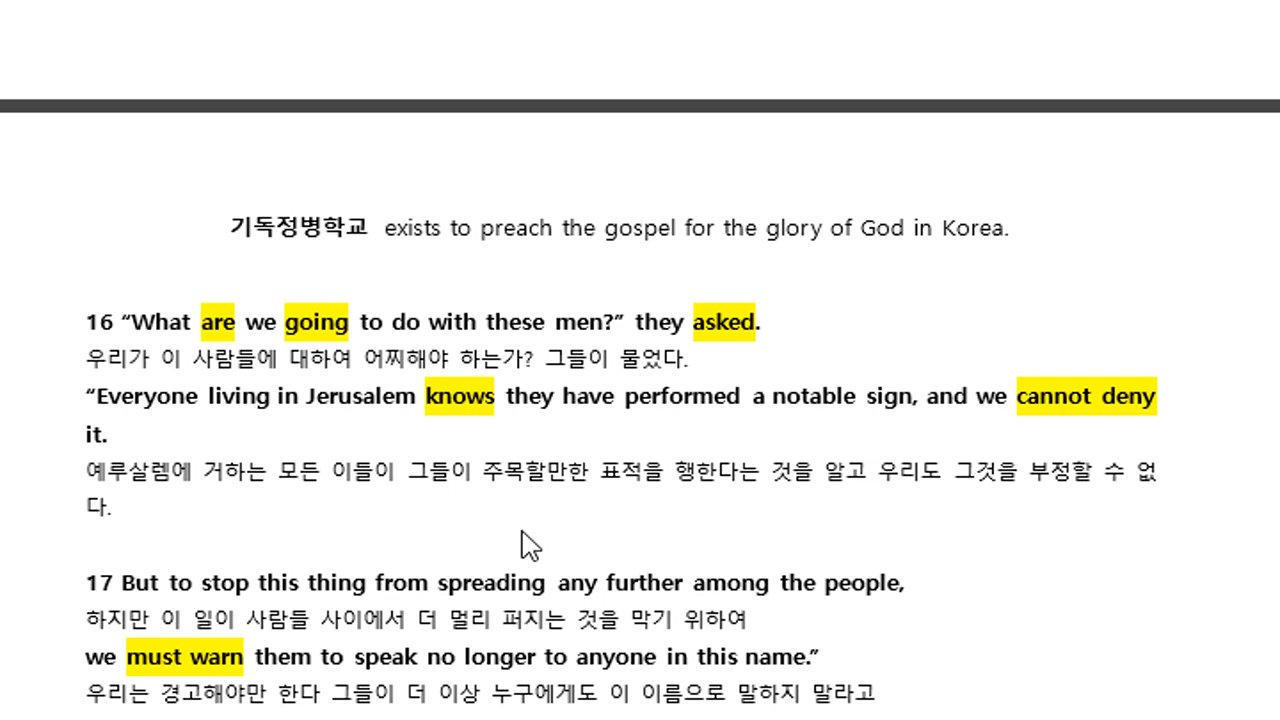 기독정병학교 exists to preach the gospel for the glory of God in Korea.
16 “What are we going to do with these men?” they asked.
우리가 이 사람들에 대하여 어찌해야 하는가? 그들이 물었다.
“Everyone living in Jerusalem knows they have performed a notable sign, and we cannot deny
it.
예루살렘에 거하는 모든 이들이 그들이 주목할만한 표적을 행한다는 것을 알고 우리도 그것을 부정할 수 없
다.
17 But to stop this thing from spreading any further among the people,
하지만 이 일이 사람들 사이에서 더 멀리 퍼지는 것을 막기 위하여
we must warn them to speak no longer to anyone in this name.”
우리는 경고해야만 한다 그들이 더 이상 누구에게도 이 이름으로 말하지 말라고